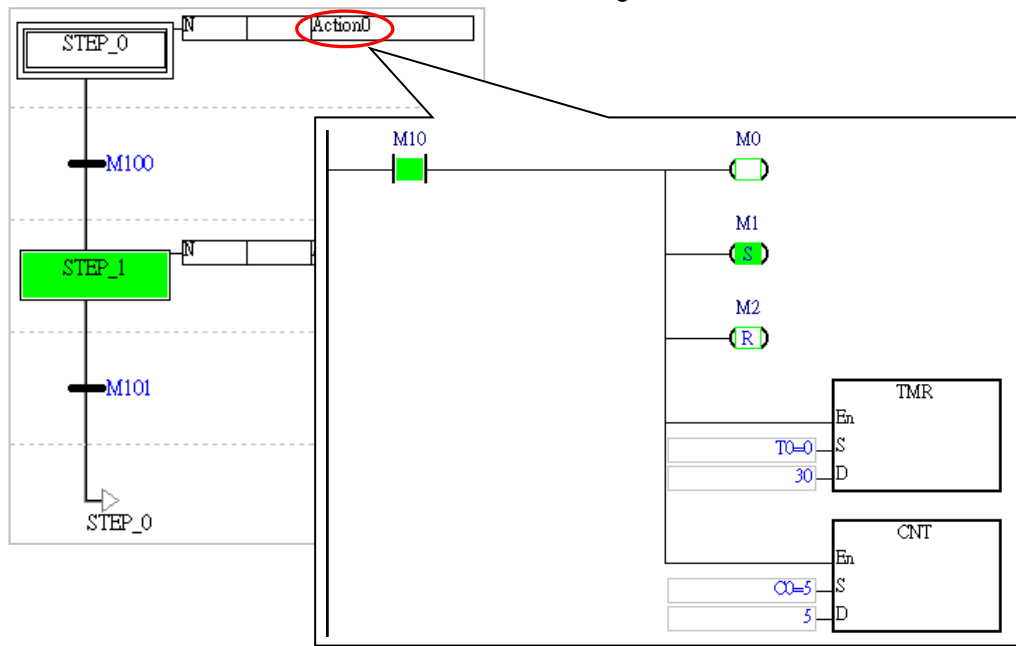 N
Action0
STEP_0
M100
N
STEP_1
M101
STEP_0
M10
M0
M1
S
M2
R
TMR
En
T0=0
S
30
D
CNT
En
C0=5
S
5
D